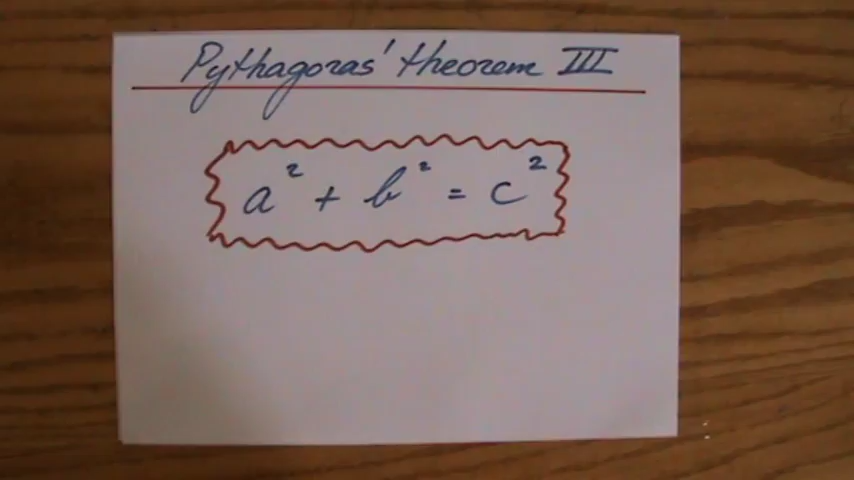 Pythagoras' theorem III
a² + b² = c²